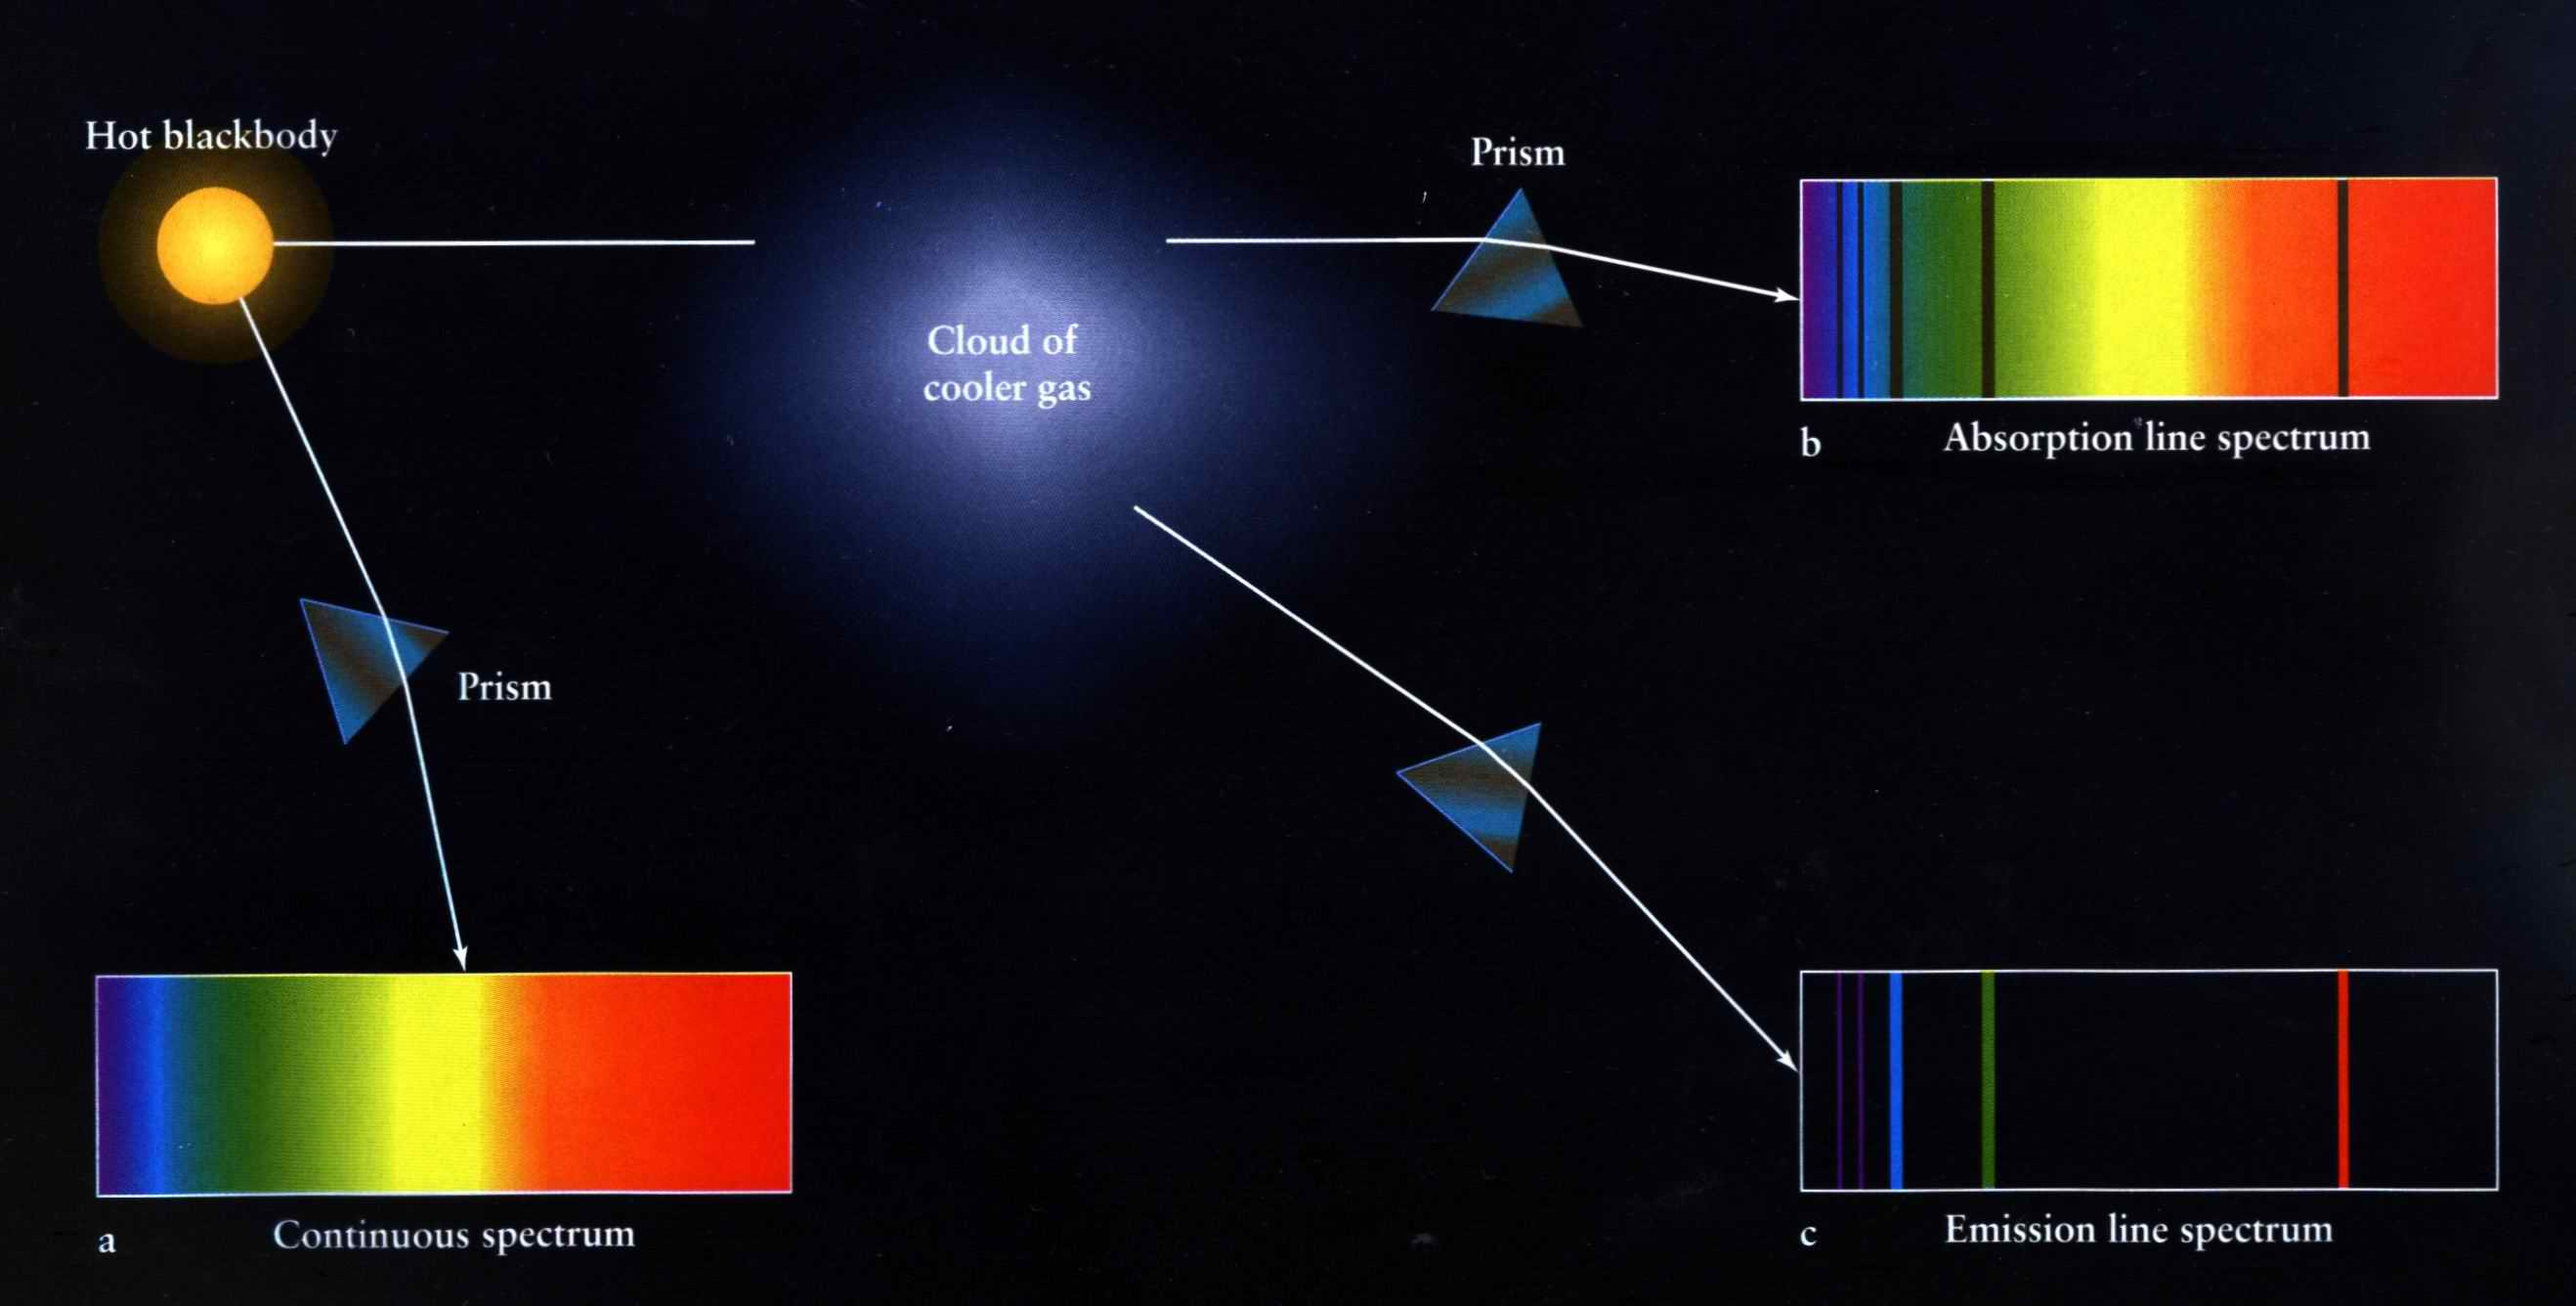 Hot blackbody
Prism
Cloud of
cooler gas
b Absorption line spectrum
Prism
a Continuous spectrum
c Emission line spectrum